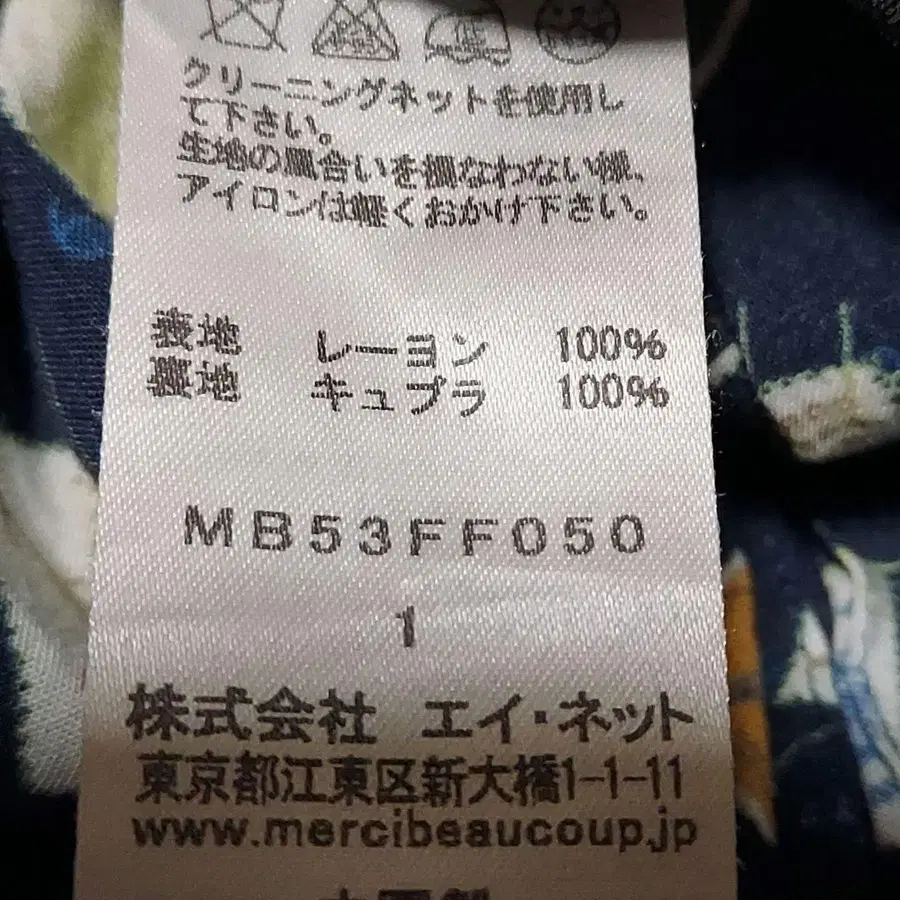 クリーニングネットを使用し
て下さい。
生地の風合いを損なわない様、
アイロンは軽くおかけ下さい。
表地 レーヨン 100%
裏地 キュプラ 100%
MB53FF050
1
株式会社 エイ・ネット
東京都江東区新大橋1-1-11
www.mercibeaucoup.jp